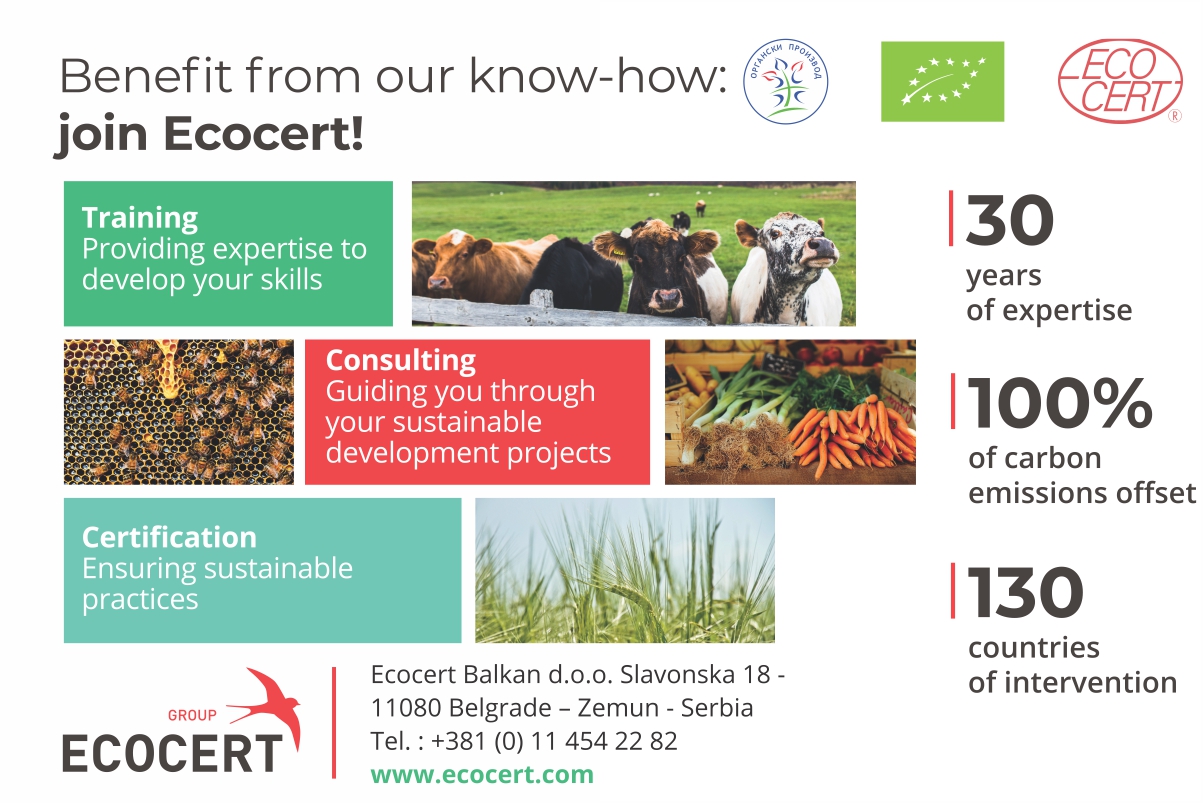 Benefit from our know-how:
join Ecocert!
ОРГАНСКИ ПРОИЗВОД
ECO
CERT
®
Training
Providing expertise to
develop your skills
Consulting
Guiding you through
your sustainable
development projects
Certification
Ensuring sustainable
practices
30
years
of expertise
100%
of carbon
emissions offset
130
countries
of intervention
GROUP
ECOCERT
Ecocert Balkan d.o.o. Slavonska 18 -
11080 Belgrade – Zemun - Serbia
Tel. : +381 (0) 11 454 22 82
www.ecocert.com